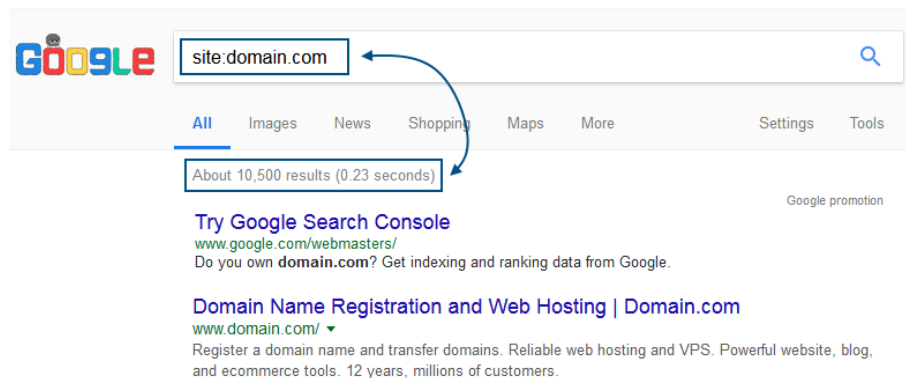 Google
site:domain.com
All Images News Shopping Maps More Settings Tools
About 10,500 results (0.23 seconds)
Google promotion
Try Google Search Console
www.google.com/webmasters/
Do you own domain.com? Get indexing and ranking data from Google.
Domain Name Registration and Web Hosting | Domain.com
www.domain.com/
Register a domain name and transfer domains. Reliable web hosting and VPS. Powerful website, blog,
and ecommerce tools. 12 years, millions of customers.